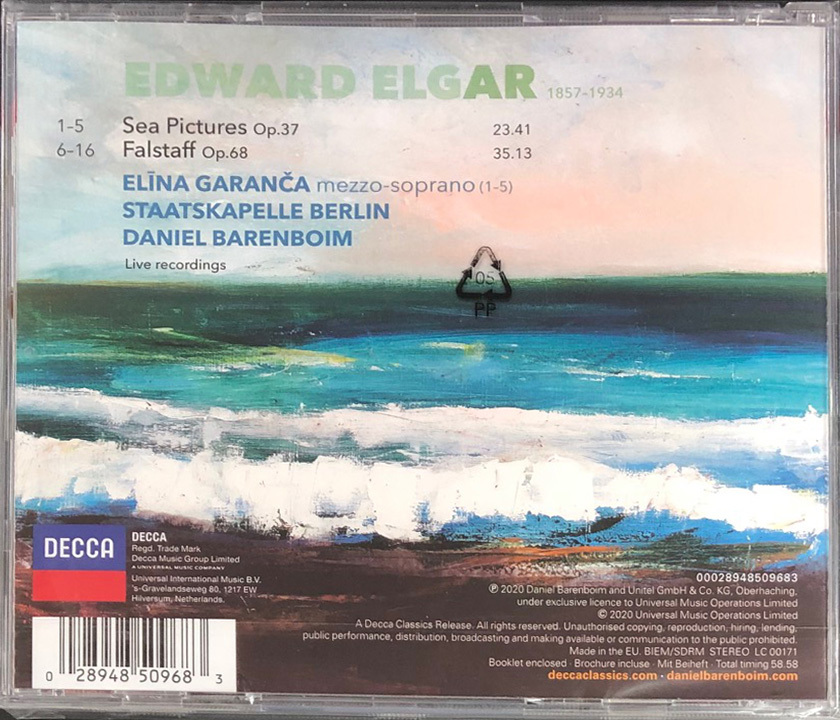 EDWARD ELGAR 1857-1934
1-5 Sea Pictures Op.37 23.41
6-16 Falstaff Op.68 35.13
ELĪNA GARANČA mezzo-soprano (1-5)
STAATSKAPELLE BERLIN
DANIEL BARENBOIM
Live recordings
05
PP
DECCA
DECCA
Regd. Trade Mark
Decca Music Group Limited
A UNIVERSAL MUSIC COMPANY
Universal International Music B.V.
's-Gravelandseweg 80, 1217 EW
Hilversum, Netherlands.
00028948509683
℗ 2020 Daniel Barenboim and Unitel GmbH & Co. KG, Oberhaching,
under exclusive licence to Universal Music Operations Limited
© 2020 Universal Music Operations Limited
A Decca Classics Release. All rights reserved. Unauthorised copying, reproduction, hiring, lending,
public performance, distribution, broadcasting and making available or communication to the public prohibited.
Made in the EU. BIEM/SDRM STEREO LC 00171
Booklet enclosed · Brochure incluse · Mit Beiheft · Total timing 58.58
deccaclassics.com · danielbarenboim.com
0 28948 50968 3